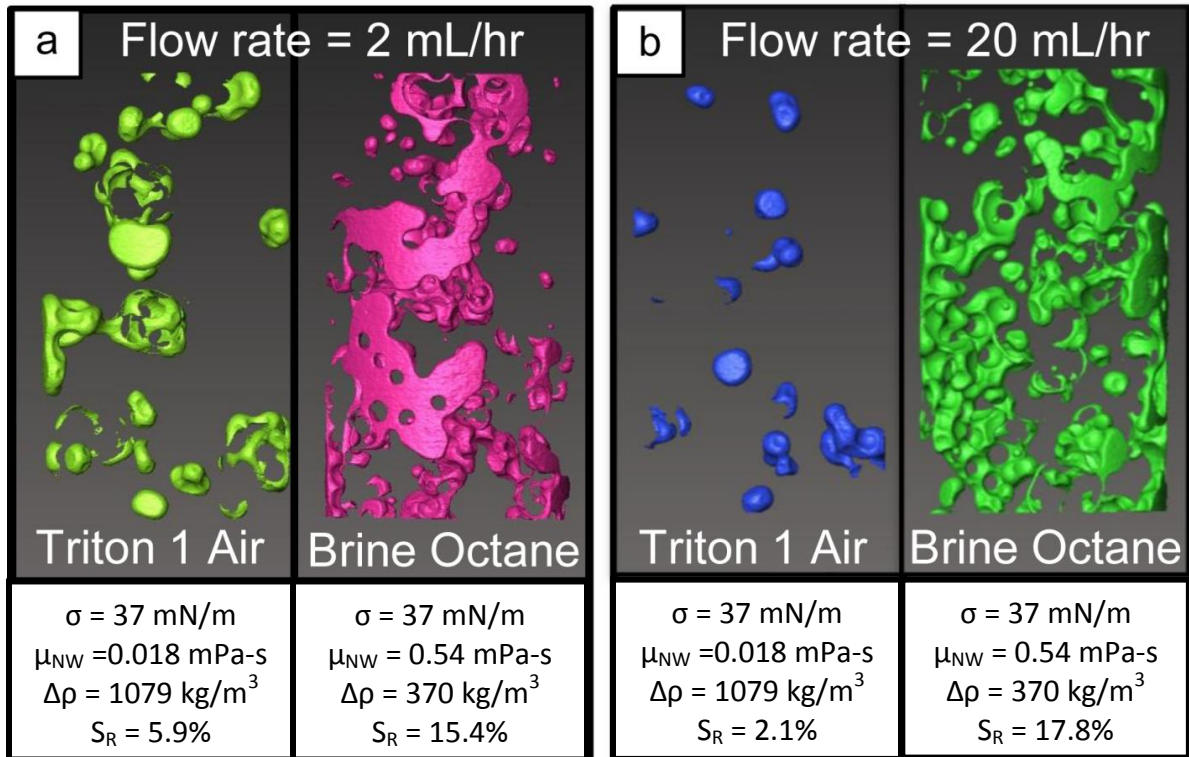 a
Flow rate = 2 mL/hr
Triton 1 Air
Brine Octane
σ = 37 mN/m
μNW =0.018 mPa-s
Δρ = 1079 kg/m³
SR = 5.9%
σ = 37 mN/m
μNW = 0.54 mPa-s
Δρ = 370 kg/m³
SR = 15.4%
b
Flow rate = 20 mL/hr
Triton 1 Air
Brine Octane
σ = 37 mN/m
μNW =0.018 mPa-s
Δρ = 1079 kg/m³
SR = 2.1%
σ = 37 mN/m
μNW = 0.54 mPa-s
Δρ = 370 kg/m³
SR = 17.8%